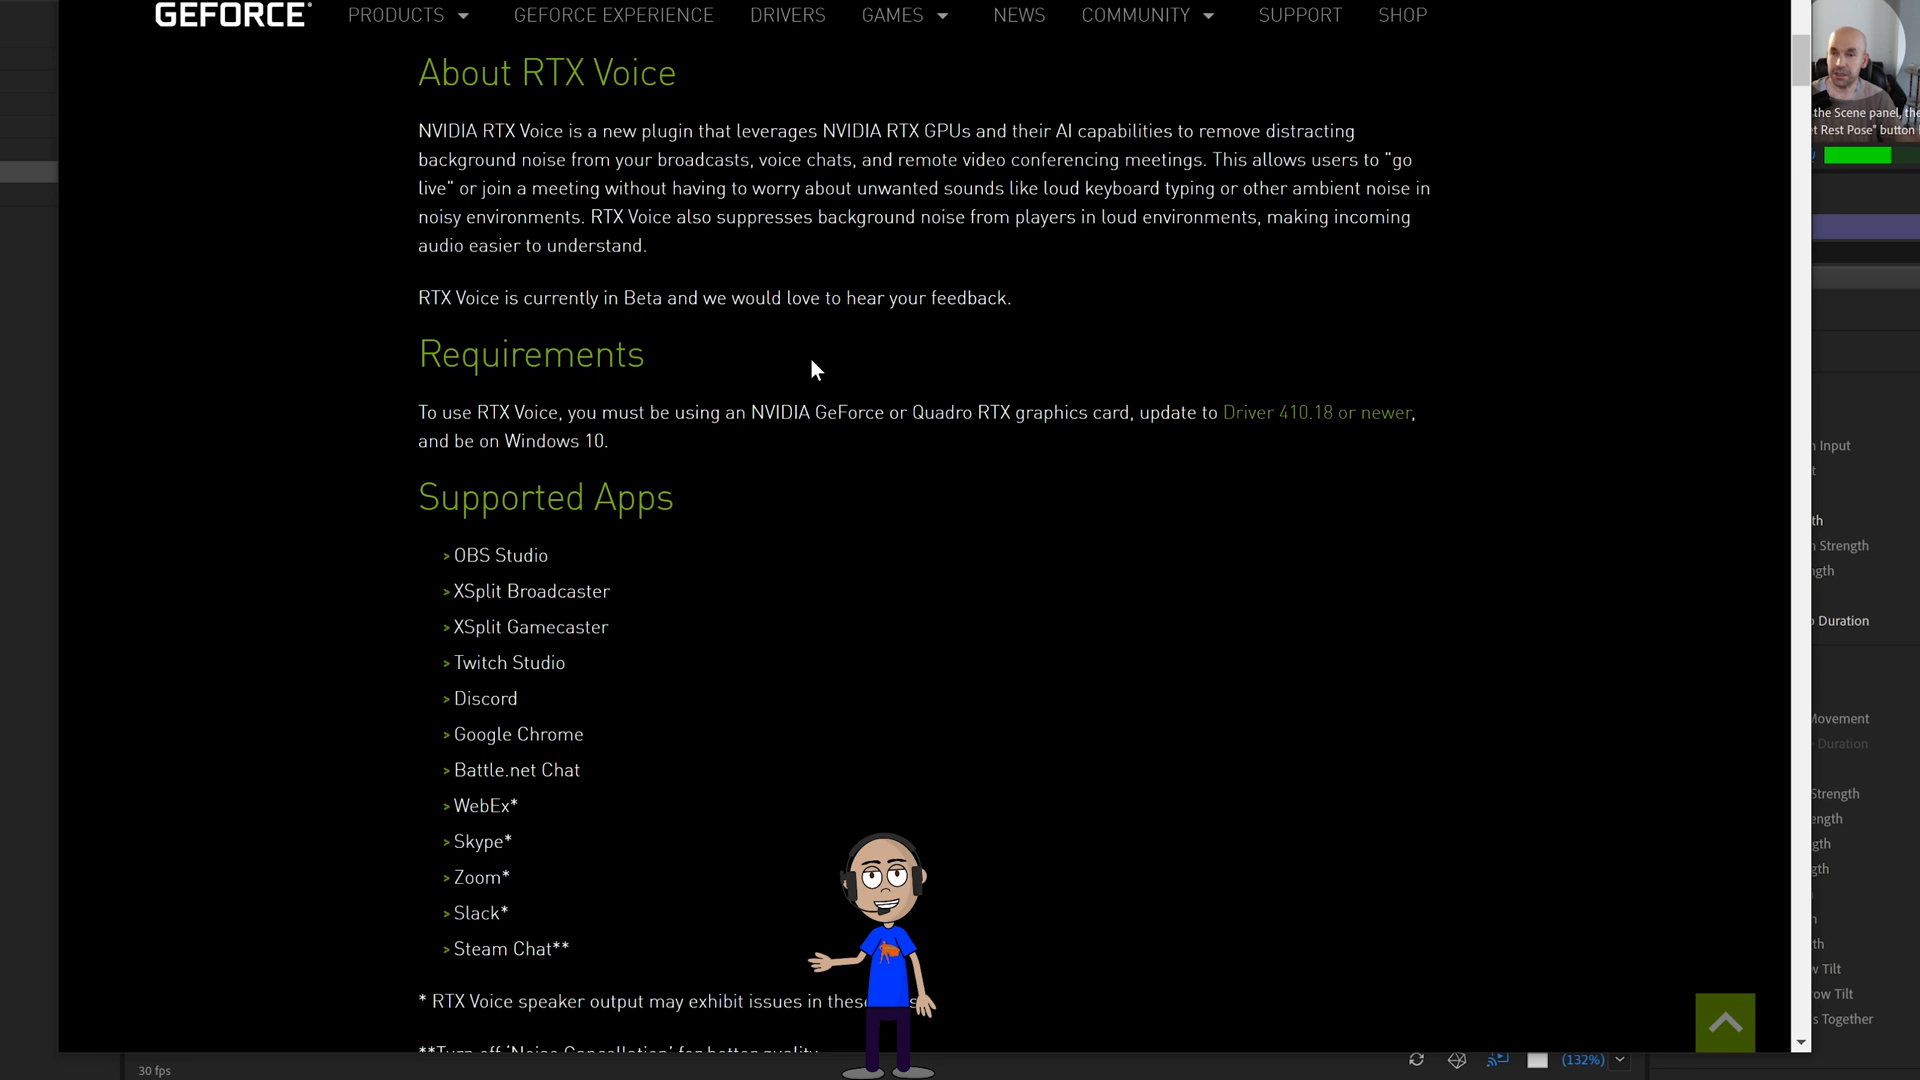 GEFORCE
PRODUCTS
GEFORCE EXPERIENCE
DRIVERS
GAMES
NEWS
COMMUNITY
SUPPORT
SHOP
About RTX Voice
NVIDIA RTX Voice is a new plugin that leverages NVIDIA RTX GPUs and their AI capabilities to remove distracting
background noise from your broadcasts, voice chats, and remote video conferencing meetings. This allows users to "go
live" or join a meeting without having to worry about unwanted sounds like loud keyboard typing or other ambient noise in
noisy environments. RTX Voice also suppresses background noise from players in loud environments, making incoming
audio easier to understand.
RTX Voice is currently in Beta and we would love to hear your feedback.
Requirements
To use RTX Voice, you must be using an NVIDIA GeForce or Quadro RTX graphics card, update to Driver 410.18 or newer,
and be on Windows 10.
Supported Apps
> OBS Studio
> XSplit Broadcaster
> XSplit Gamecaster
> Twitch Studio
> Discord
> Google Chrome
> Battle.net Chat
> WebEx*
> Skype*
> Zoom*
> Slack*
> Steam Chat**
* RTX Voice speaker output may exhibit issues in these
**Turn off 'Noise Cancellation' for better quality
the Scene panel, the
Rest Pose" button
Input
Strength
Duration
Movement
Duration
Strength
Tilt
Tilt
Together
30 fps
(132%)